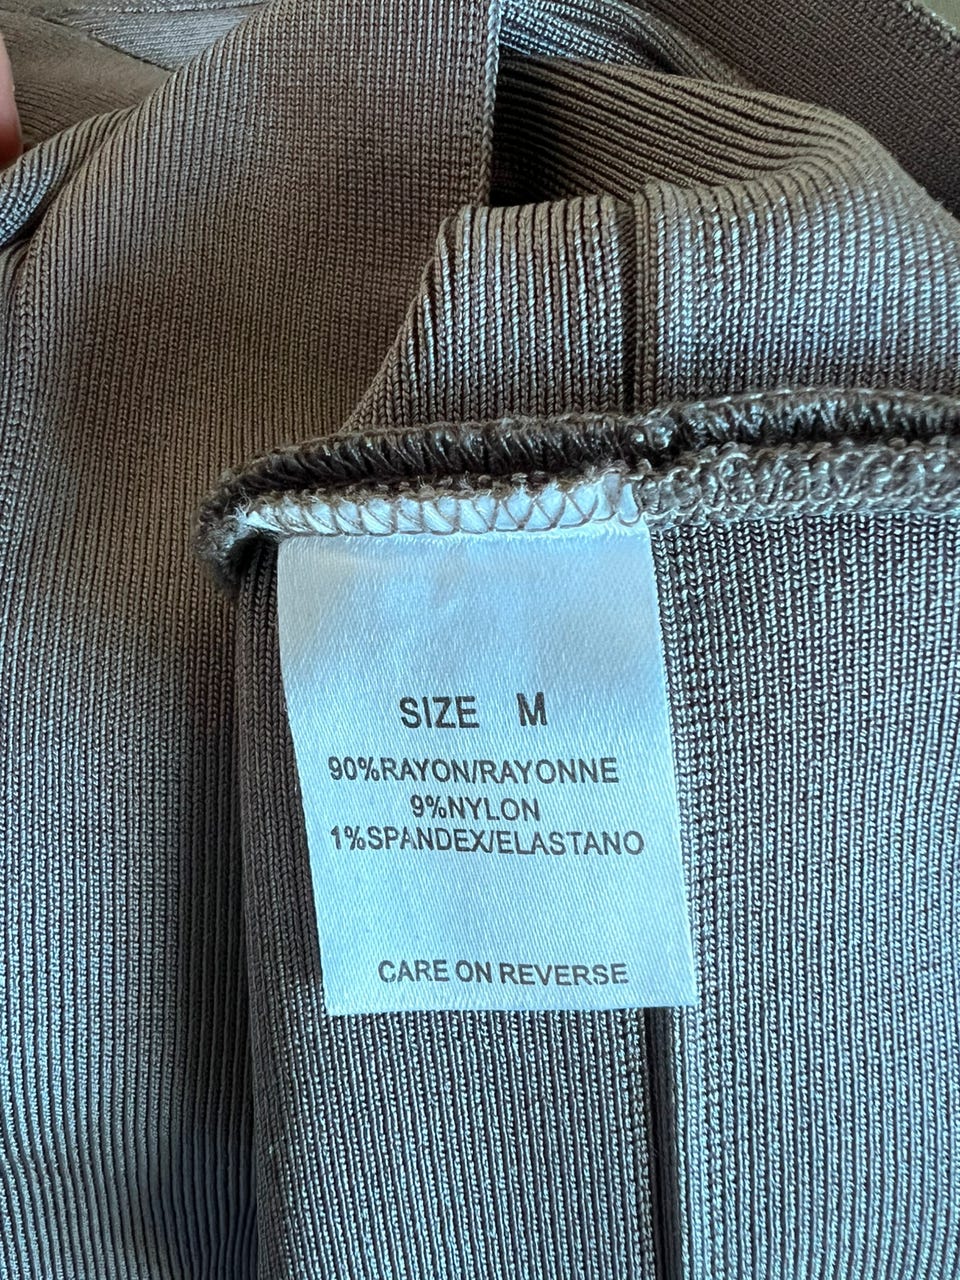 SIZE M
90%RAYON/RAYONNE
9%NYLON
1%SPANDEX/ELASTANO
CARE ON REVERSE